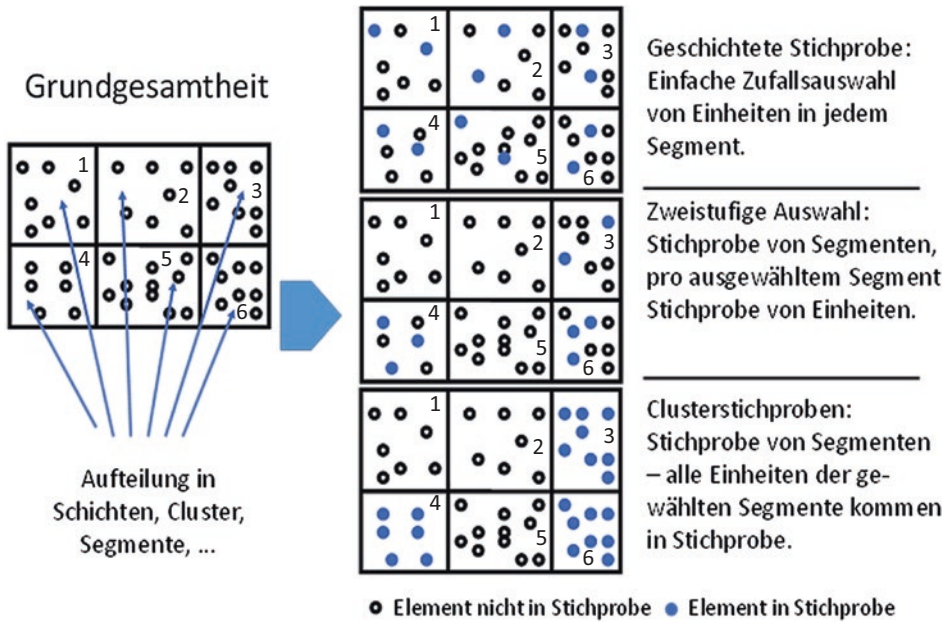 Grundgesamtheit
1
2
3
4
5
6
Aufteilung in
Schichten, Cluster,
Segmente, ...
1
2
3
4
5
6
Geschichtete Stichprobe:
Einfache Zufallsauswahl
von Einheiten in jedem
Segment.
1
2
3
4
5
6
Zweistufige Auswahl:
Stichprobe von Segmenten,
pro ausgewähltem Segment
Stichprobe von Einheiten.
1
2
3
4
5
6
Clusterstichproben:
Stichprobe von Segmenten
– alle Einheiten der ge-
wählten Segmente kommen
in Stichprobe.
Element nicht in Stichprobe
Element in Stichprobe